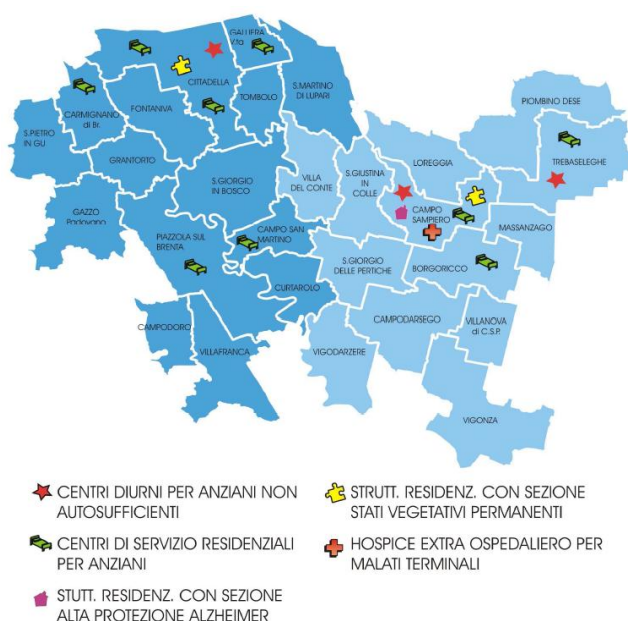 GALLIERA
V.ta
CITTADELLA
CARMIGNANO
di Br.
FONTANIVA
TOMBOLO
S.MARTINO
DI LUPARI
S.PIETRO
IN GU
GRANTORTO
PIOMBINO DESE
LOREGGIA
TREBASELEGHE
S.GIORGIO
IN BOSCO
VILLA
DEL CONTE
S.GIUSTINA
IN
COLLE
GAZZO
Padovano
CAMPO
SAMPIERO
MASSANZAGO
PIAZZOLA SUL
BRENTA
CAMPO SAN
MARTINO
S.GIORGIO
DELLE PERTICHE
BORGORICCO
CURTAROLO
CAMPODORO
VILLAFRANCA
CAMPODARSEGO
VILLANOVA
di C.S.P.
VIGODARZERE
VIGONZA
CENTRI DIURNI PER ANZIANI NON
AUTOSUFFICIENTI
CENTRI DI SERVIZIO RESIDENZIALI
PER ANZIANI
STUTT. RESIDENZ. CON SEZIONE
ALTA PROTEZIONE ALZHEIMER
STRUTT. RESIDENZ. CON SEZIONE
STATI VEGETATIVI PERMANENTI
HOSPICE EXTRA OSPEDALIERO PER
MALATI TERMINALI